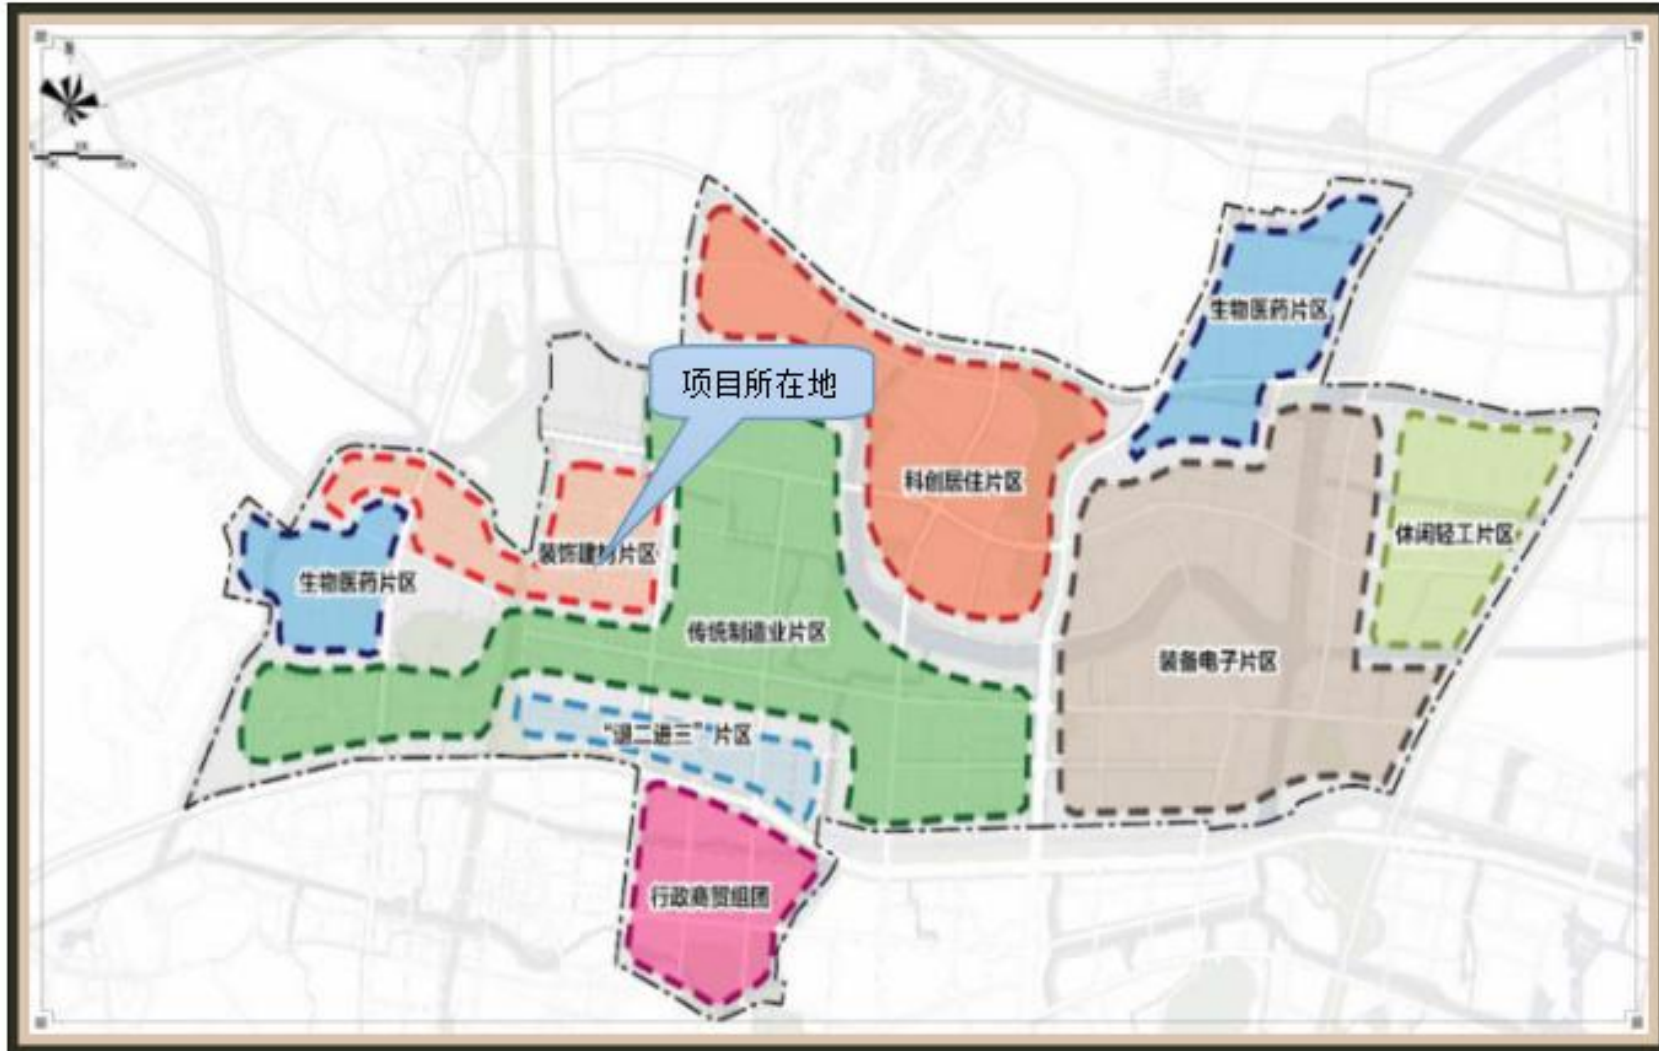 生物医药片区
项目所在地
科创居住片区
休闲轻工片区
装饰建材片区
生物医药片区
传统制造业片区
装备电子片区
“退二进三”片区
行政商贸组团